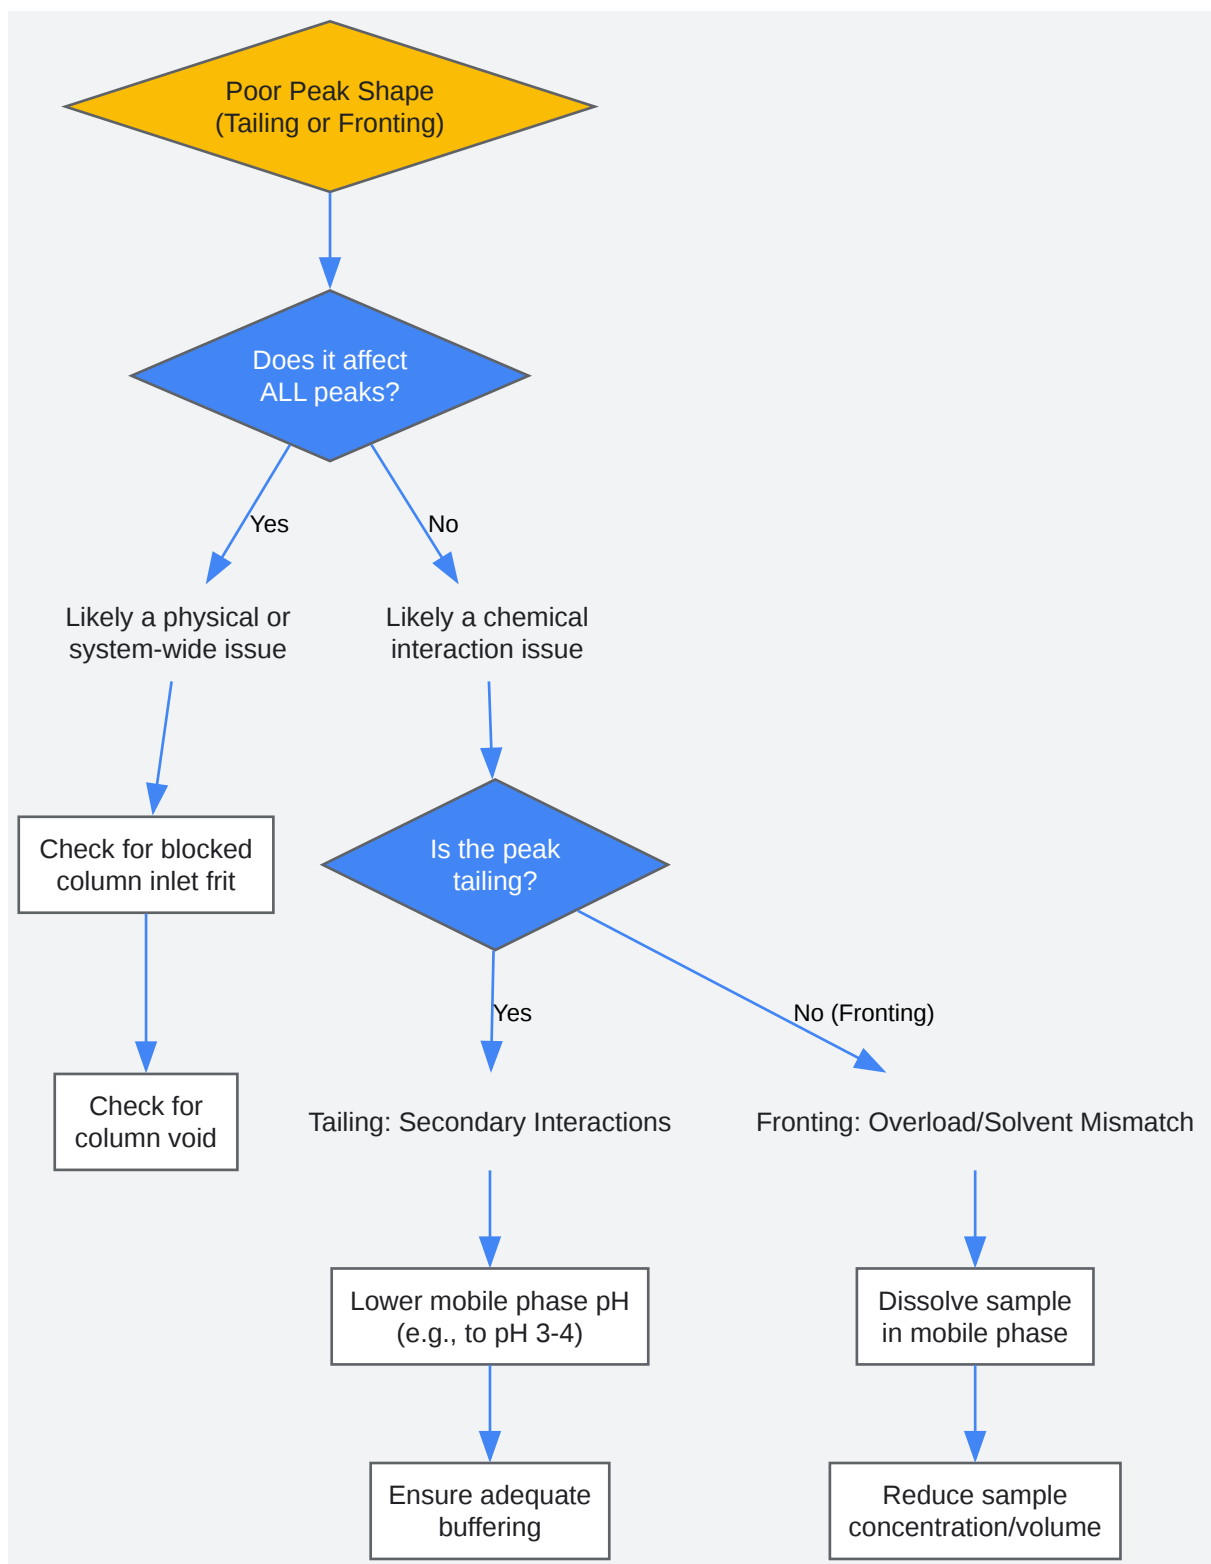 Poor Peak Shape
(Tailing or Fronting)
Does it affect
ALL peaks?
Yes
No
Likely a physical or
system-wide issue
Likely a chemical
interaction issue
Check for blocked
column inlet frit
Is the peak
tailing?
Yes
No (Fronting)
Check for
column void
Tailing: Secondary Interactions
Fronting: Overload/Solvent Mismatch
Lower mobile phase pH
(e.g., to pH 3-4)
Dissolve sample
in mobile phase
Ensure adequate
buffering
Reduce sample
concentration/volume